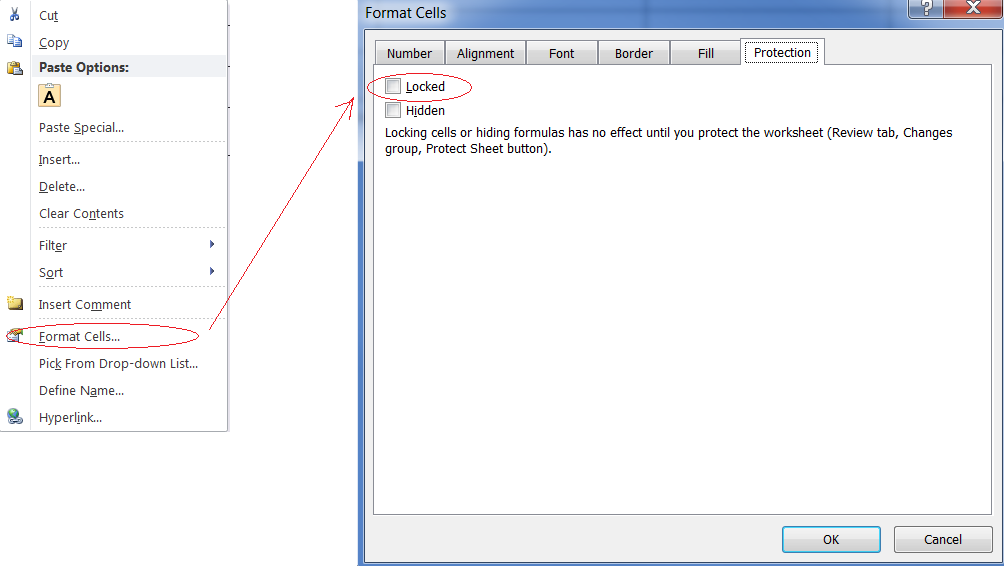 Cut
Copy
Paste Options:
A
Paste Special...
Insert...
Delete...
Clear Contents
Filter
Sort
Insert Comment
Format Cells...
Pick From Drop-down List...
Define Name...
Hyperlink...
Format Cells
? X
Number Alignment Font Border Fill Protection
Locked
Hidden
Locking cells or hiding formulas has no effect until you protect the worksheet (Review tab, Changes
group, Protect Sheet button).
OK Cancel